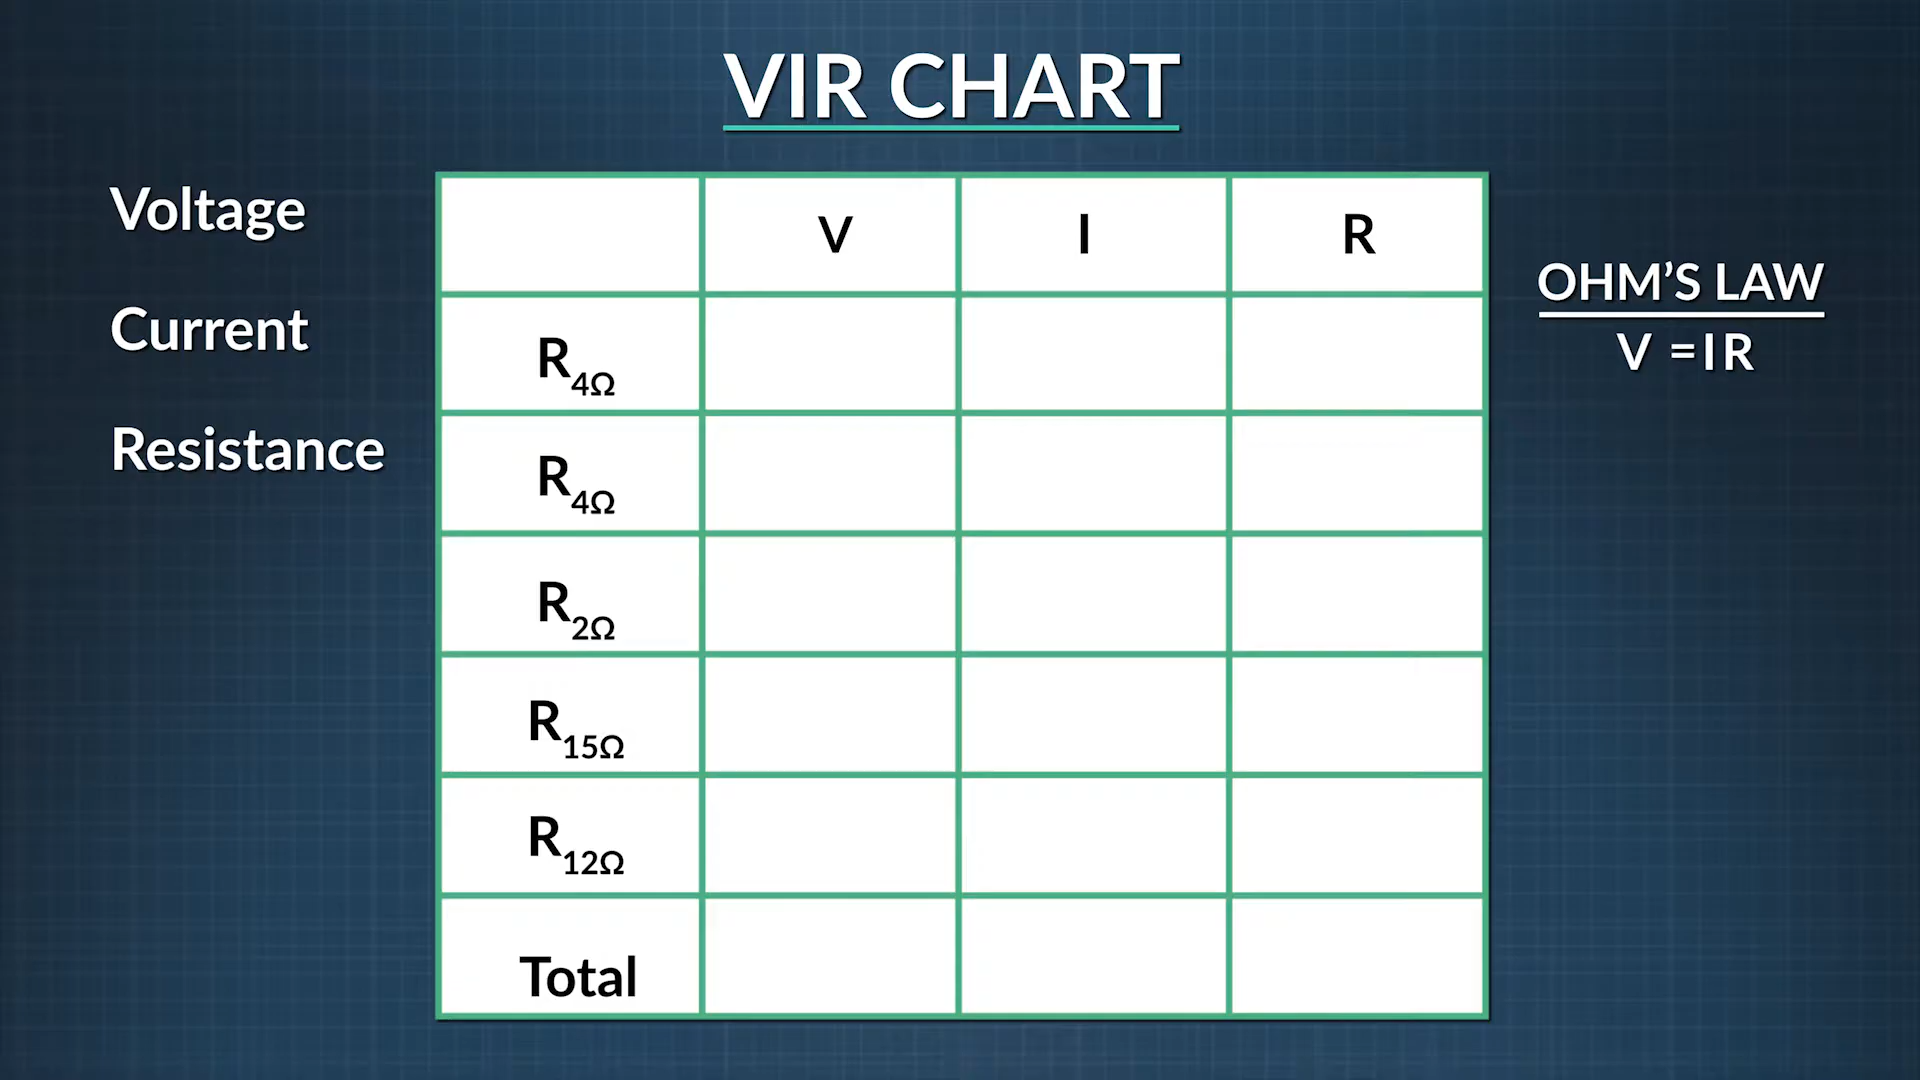 VIR CHART
Voltage
Current
Resistance
V I R
R4Ω
R4Ω
R2Ω
R15Ω
R12Ω
Total
OHM’S LAW
V =IR